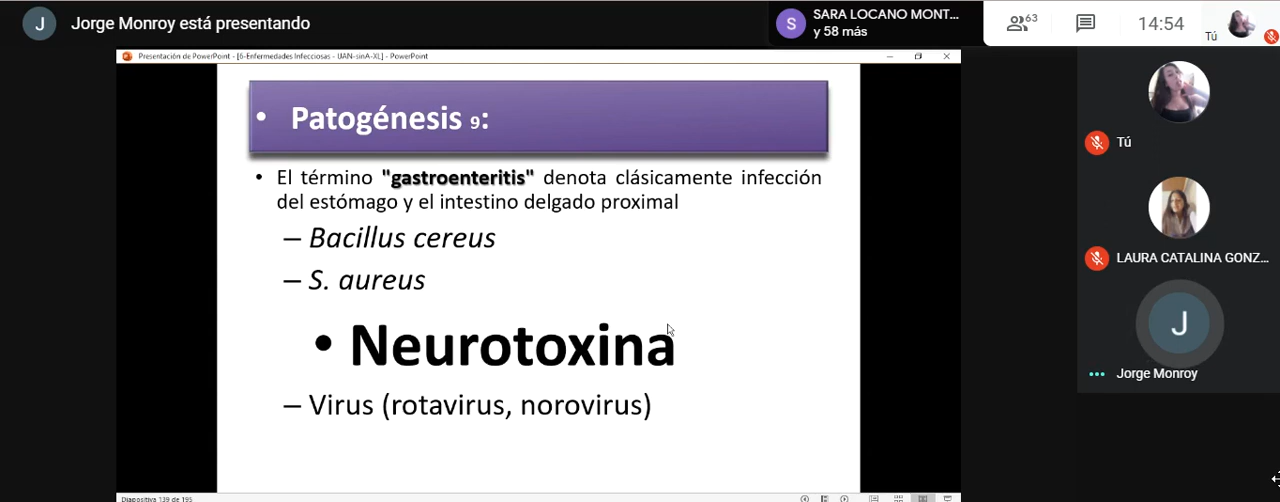 J Jorge Monroy está presentando
S SARA LOCANO MONT...
y 58 más
63
14:54
Tú
Presentación de PowerPoint - [6-Enfermedades Infecciosas - UAN-sinA-XL] - PowerPoint
• Patogénesis 9:
• El término "gastroenteritis" denota clásicamente infección
del estómago y el intestino delgado proximal
– Bacillus cereus
– S. aureus
• Neurotoxina
– Virus (rotavirus, norovirus)
Diapositiva 139 de 195
Tú
LAURA CATALINA GONZ...
J
Jorge Monroy